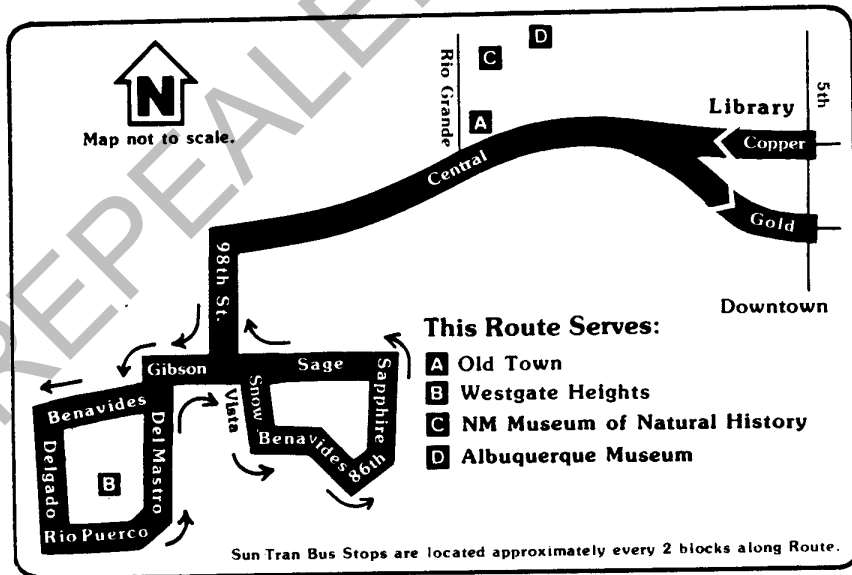 REPEALED
N
Map not to scale.
Rio Grande
D
C
A
5th
Library
Copper
Central
Gold
Downtown
98th St.
This Route Serves:
A Old Town
B Westgate Heights
C NM Museum of Natural History
D Albuquerque Museum
Gibson
Sage
Benavides
Del Mastro
Vista
Snow
Benavides
Sapphire
86th
Delgado
B
Rio Puerco
Sun Tran Bus Stops are located approximately every 2 blocks along Route.